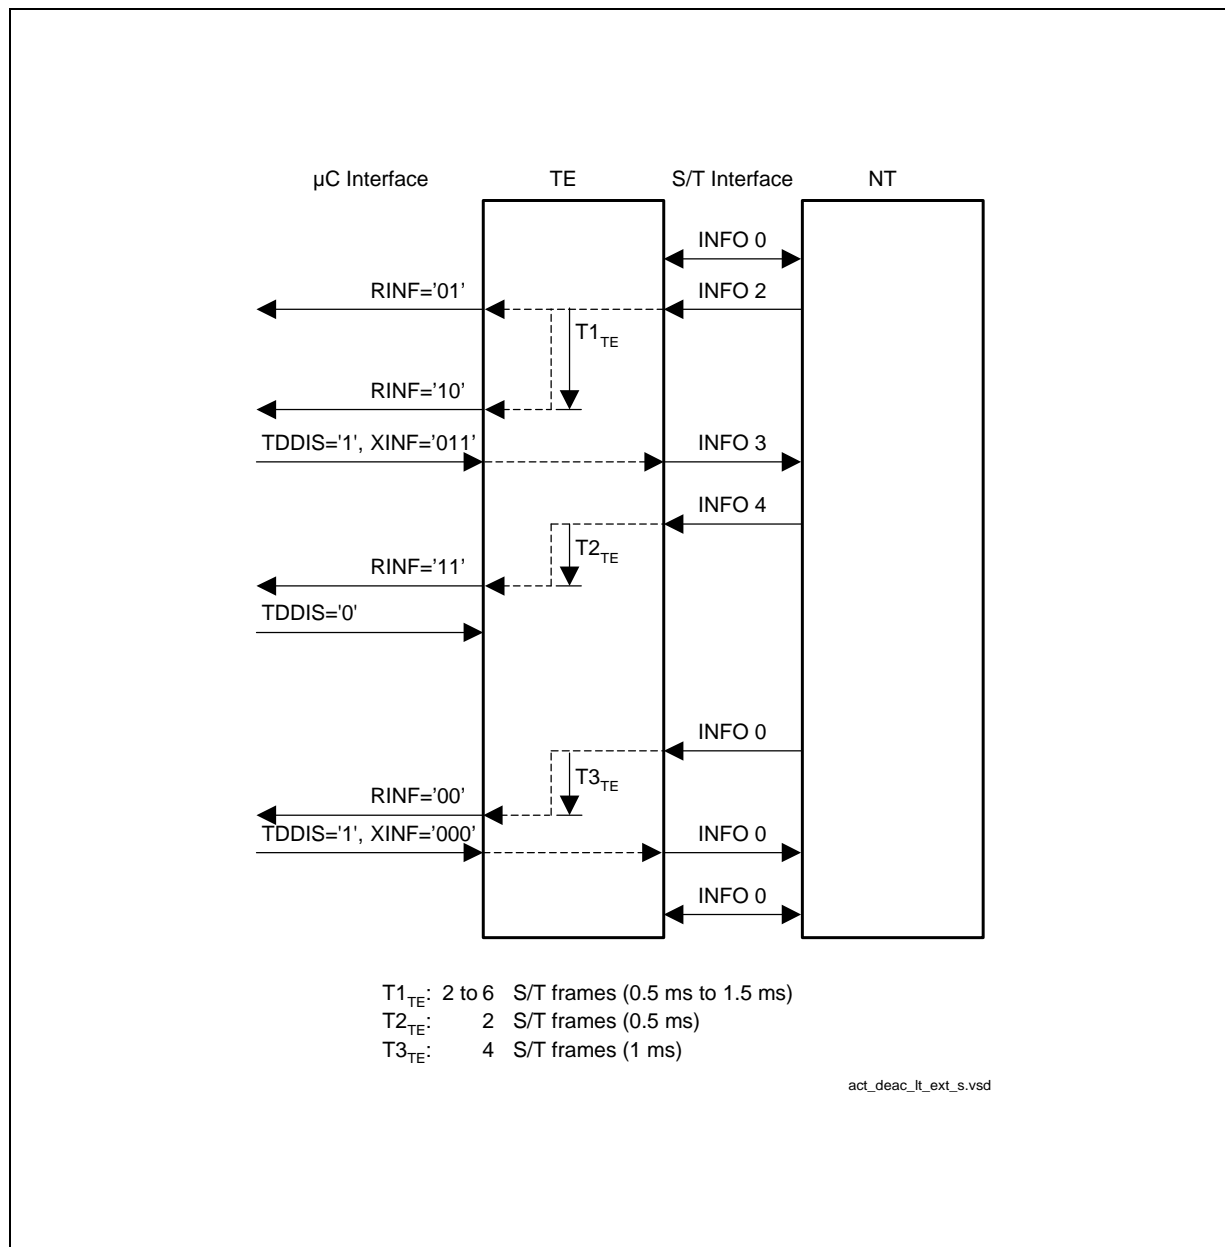 µC Interface TE S/T Interface NT
INFO 0
RINF='01' INFO 2
T1TE
RINF='10'
TDDIS='1', XINF='011' INFO 3
INFO 4
T2TE
RINF='11'
TDDIS='0'
INFO 0
T3TE
RINF='00'
TDDIS='1', XINF='000' INFO 0
INFO 0
T1TE: 2 to 6 S/T frames (0.5 ms to 1.5 ms)
T2TE: 2 S/T frames (0.5 ms)
T3TE: 4 S/T frames (1 ms)
act_deac_lt_ext_s.vsd